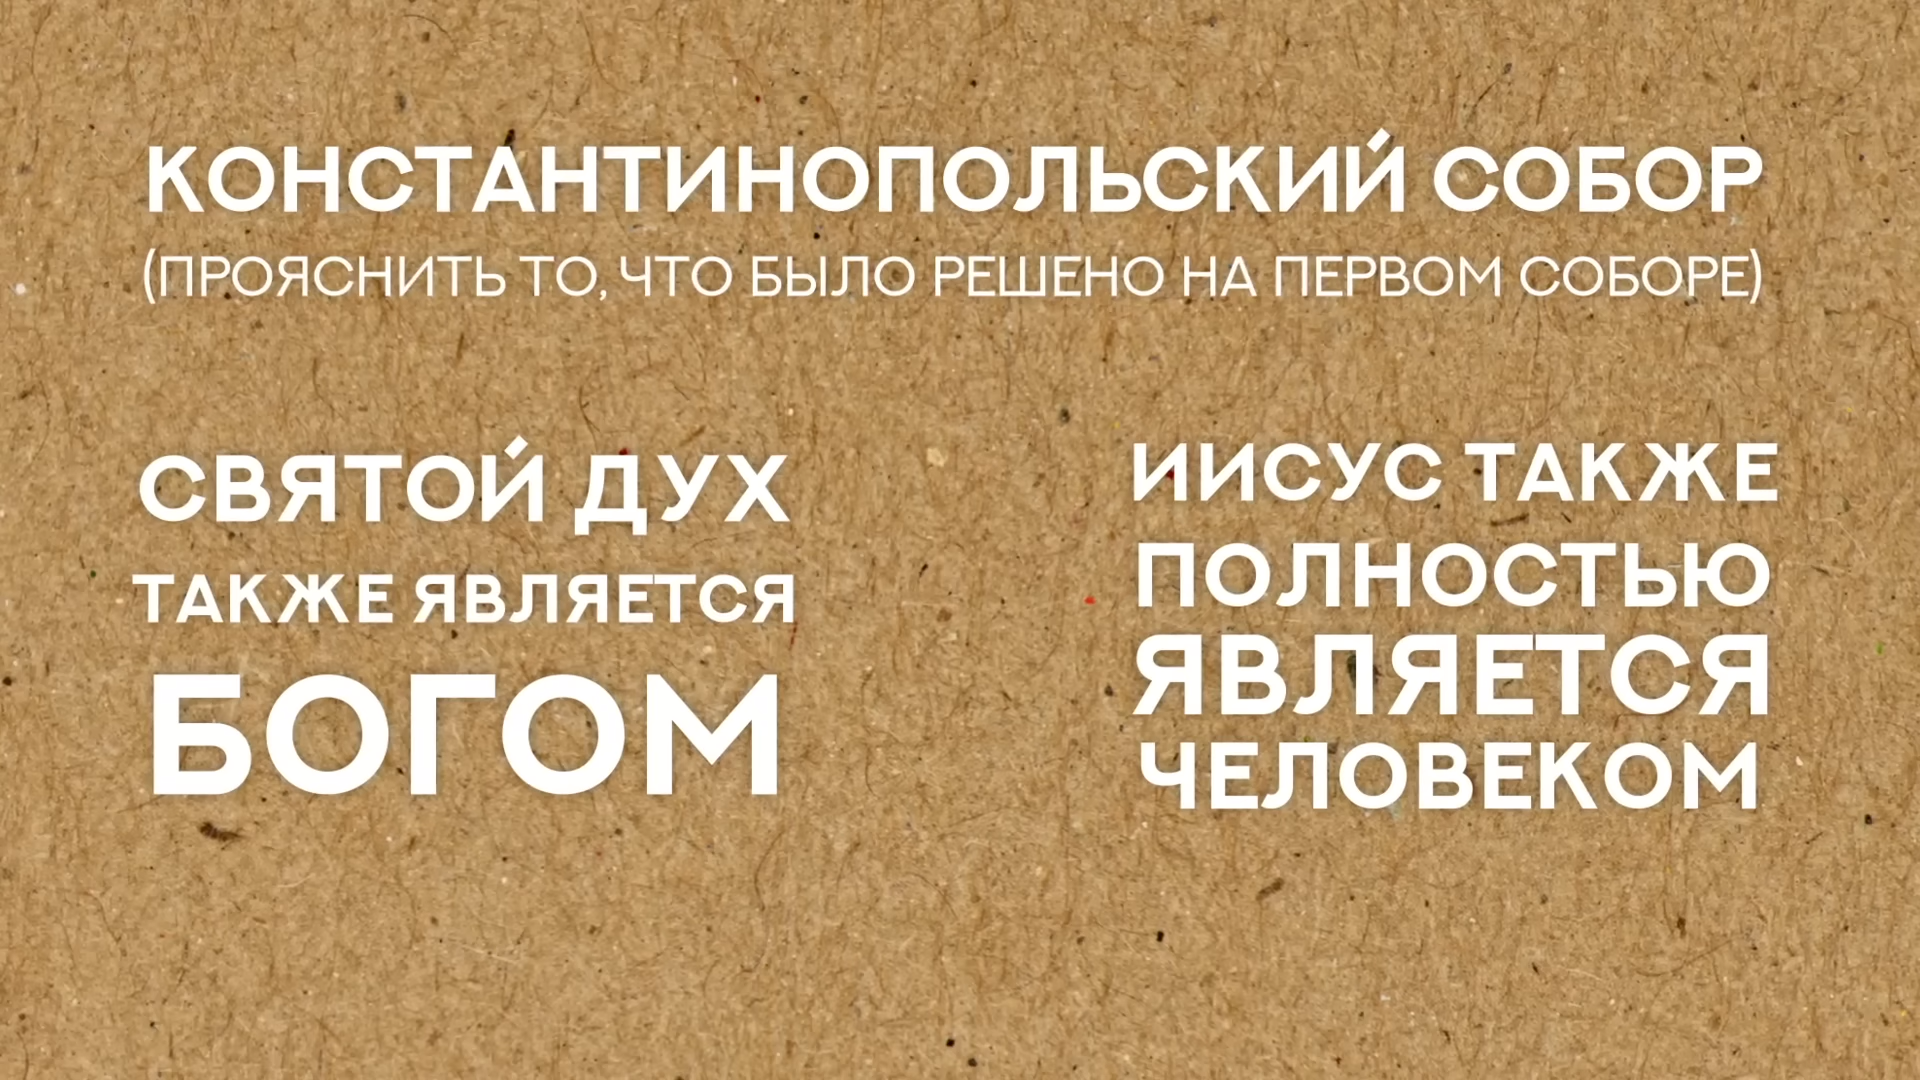 КОНСТАНТИНОПОЛЬСКИЙ СОБОР
(ПРОЯСНИТЬ ТО, ЧТО БЫЛО РЕШЕНО НА ПЕРВОМ СОБОРЕ)
СВЯТОЙ ДУХ
ТАКЖЕ ЯВЛЯЕТСЯ
БОГОМ
ИИСУС ТАКЖЕ
ПОЛНОСТЬЮ
ЯВЛЯЕТСЯ
ЧЕЛОВЕКОМ